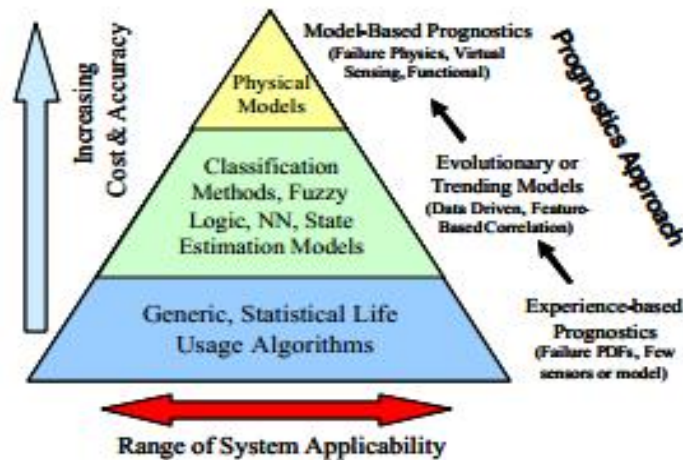 Model-Based Prognostics
(Failure Physics, Virtual
Sensing, Functional)
Physical
Models
Increasing
Cost & Accuracy
Prognostics Approach
Classification
Methods, Fuzzy
Logic, NN, State
Estimation Models
Evolutionary or
Trending Models
(Data Driven, Feature-
Based Correlation)
Generic, Statistical Life
Usage Algorithms
Experience-based
Prognostics
(Failure PDFs, Few
sensors or model)
Range of System Applicability